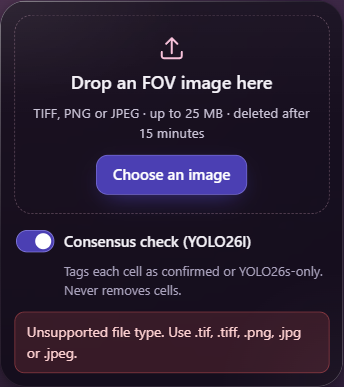 Drop an FOV image here
TIFF, PNG or JPEG · up to 25 MB · deleted after
15 minutes
Choose an image
Consensus check (YOLO26l)
Tags each cell as confirmed or YOLO26s-only.
Never removes cells.
Unsupported file type. Use .tif, .tiff, .png, .jpg
or .jpeg.